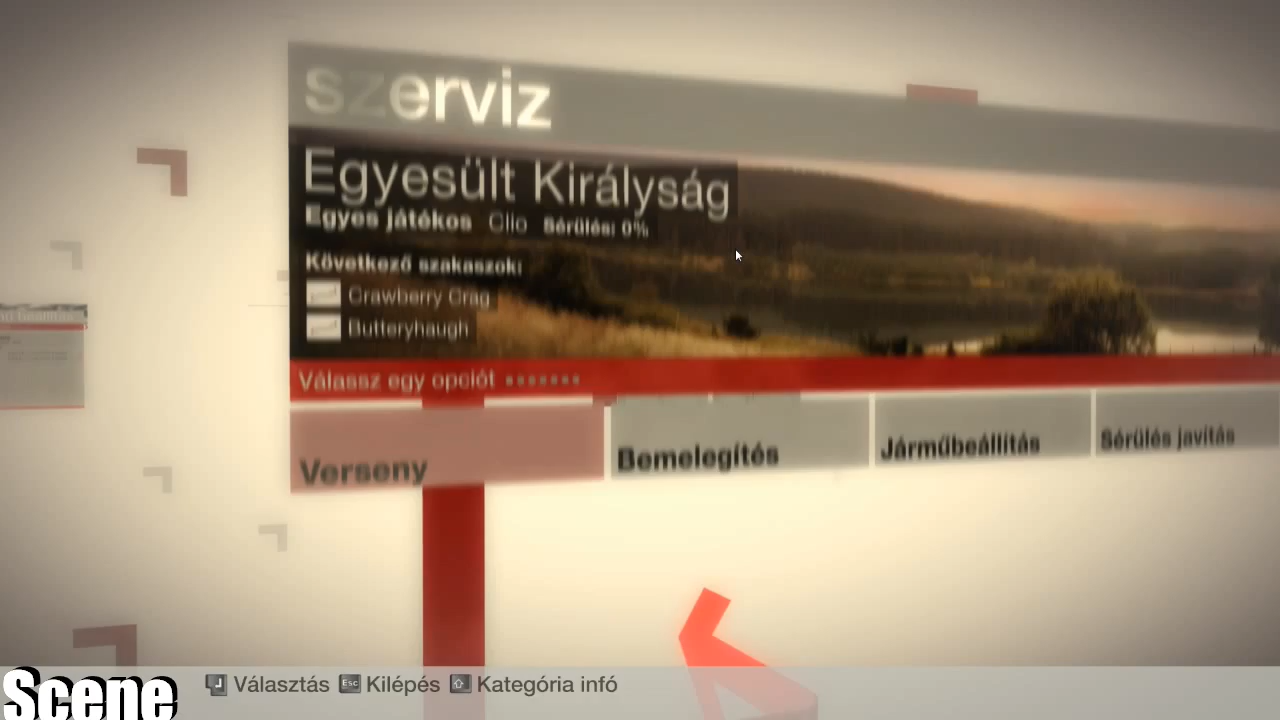 szerviz
Egyesült Királyság
Egyes játékos Clio Sérülés: 0%
Következő szakaszok:
Crawberry Crag
Butteryhaugh
Válassz egy opciót
Verseny
Bemelegítés
Járműbeállítás
Sérülés javítás
Választás Esc Kilépés Kategória infó
Scene